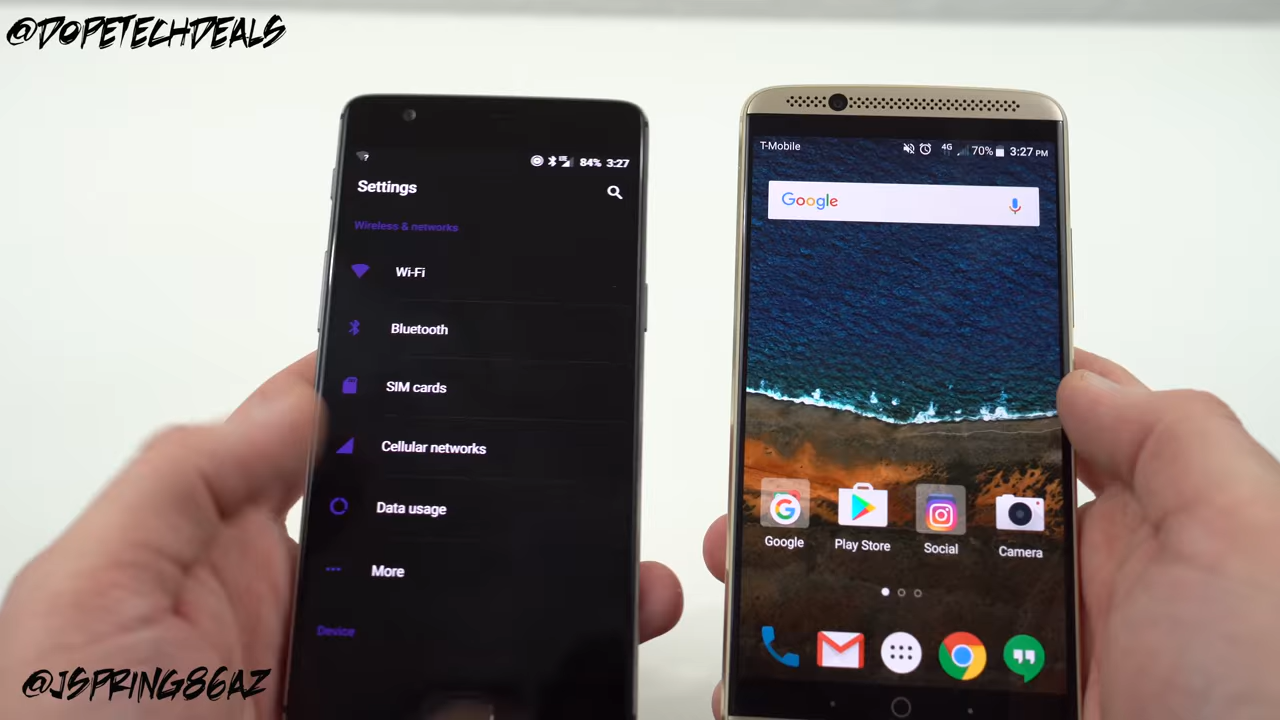 @DOPETECHDEALS
84% 3:27
Settings
Wireless & networks
Wi-Fi
Bluetooth
SIM cards
Cellular networks
Data usage
More
Device
T-Mobile 4G 70% 3:27 PM
Google
Google Play Store Social Camera
@JSPRING86AZ